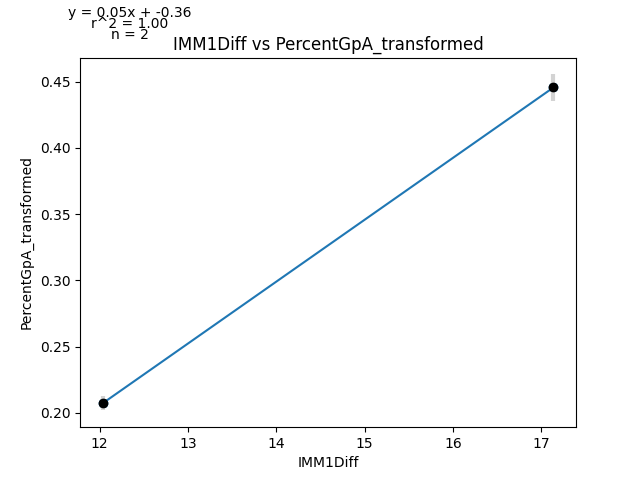 y = 0.05x + -0.36
r^2 = 1.00
n = 2
IMM1Diff vs PercentGpA_transformed
0.45
0.40
0.35
0.30
0.25
0.20
PercentGpA_transformed
12 13 14 15 16 17
IMM1Diff